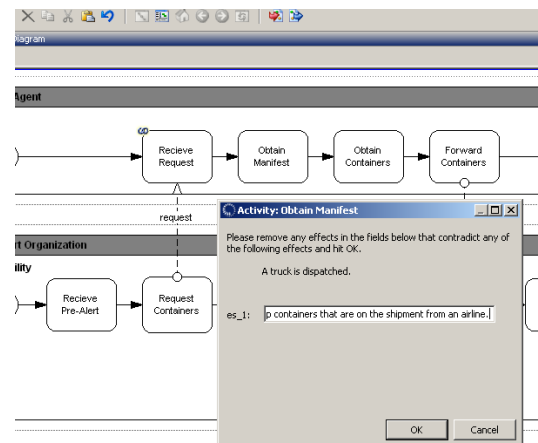 iagram
Agent
Recieve
Request
Obtain
Manifest
Obtain
Containers
Forward
Containers
request
rt Organization
ility
Recieve
Pre-Alert
Request
Containers
Activity: Obtain Manifest
Please remove any effects in the fields below that contradict any of
the following effects and hit OK.
A truck is dispatched.
es_1:
p containers that are on the shipment from an airline.
OK
Cancel